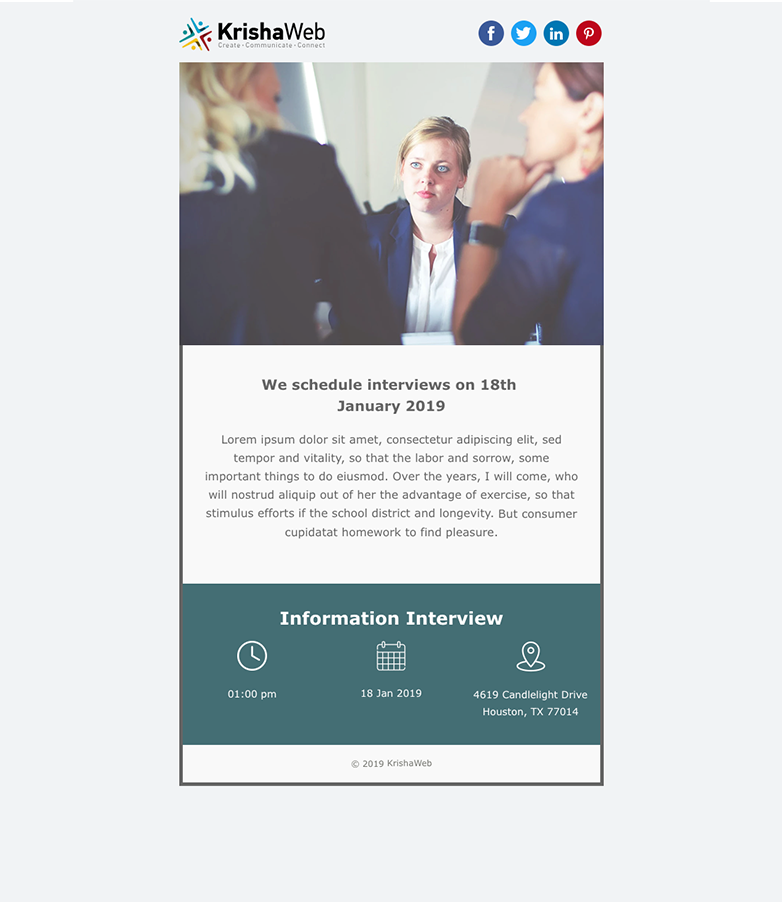 KrishaWeb
Create • Communicate • Connect
We schedule interviews on 18th
January 2019
Lorem ipsum dolor sit amet, consectetur adipiscing elit, sed
tempor and vitality, so that the labor and sorrow, some
important things to do eiusmod. Over the years, I will come, who
will nostrud aliquip out of her the advantage of exercise, so that
stimulus efforts if the school district and longevity. But consumer
cupidatat homework to find pleasure.
Information Interview
01:00 pm
18 Jan 2019
4619 Candlelight Drive
Houston, TX 77014
© 2019 KrishaWeb